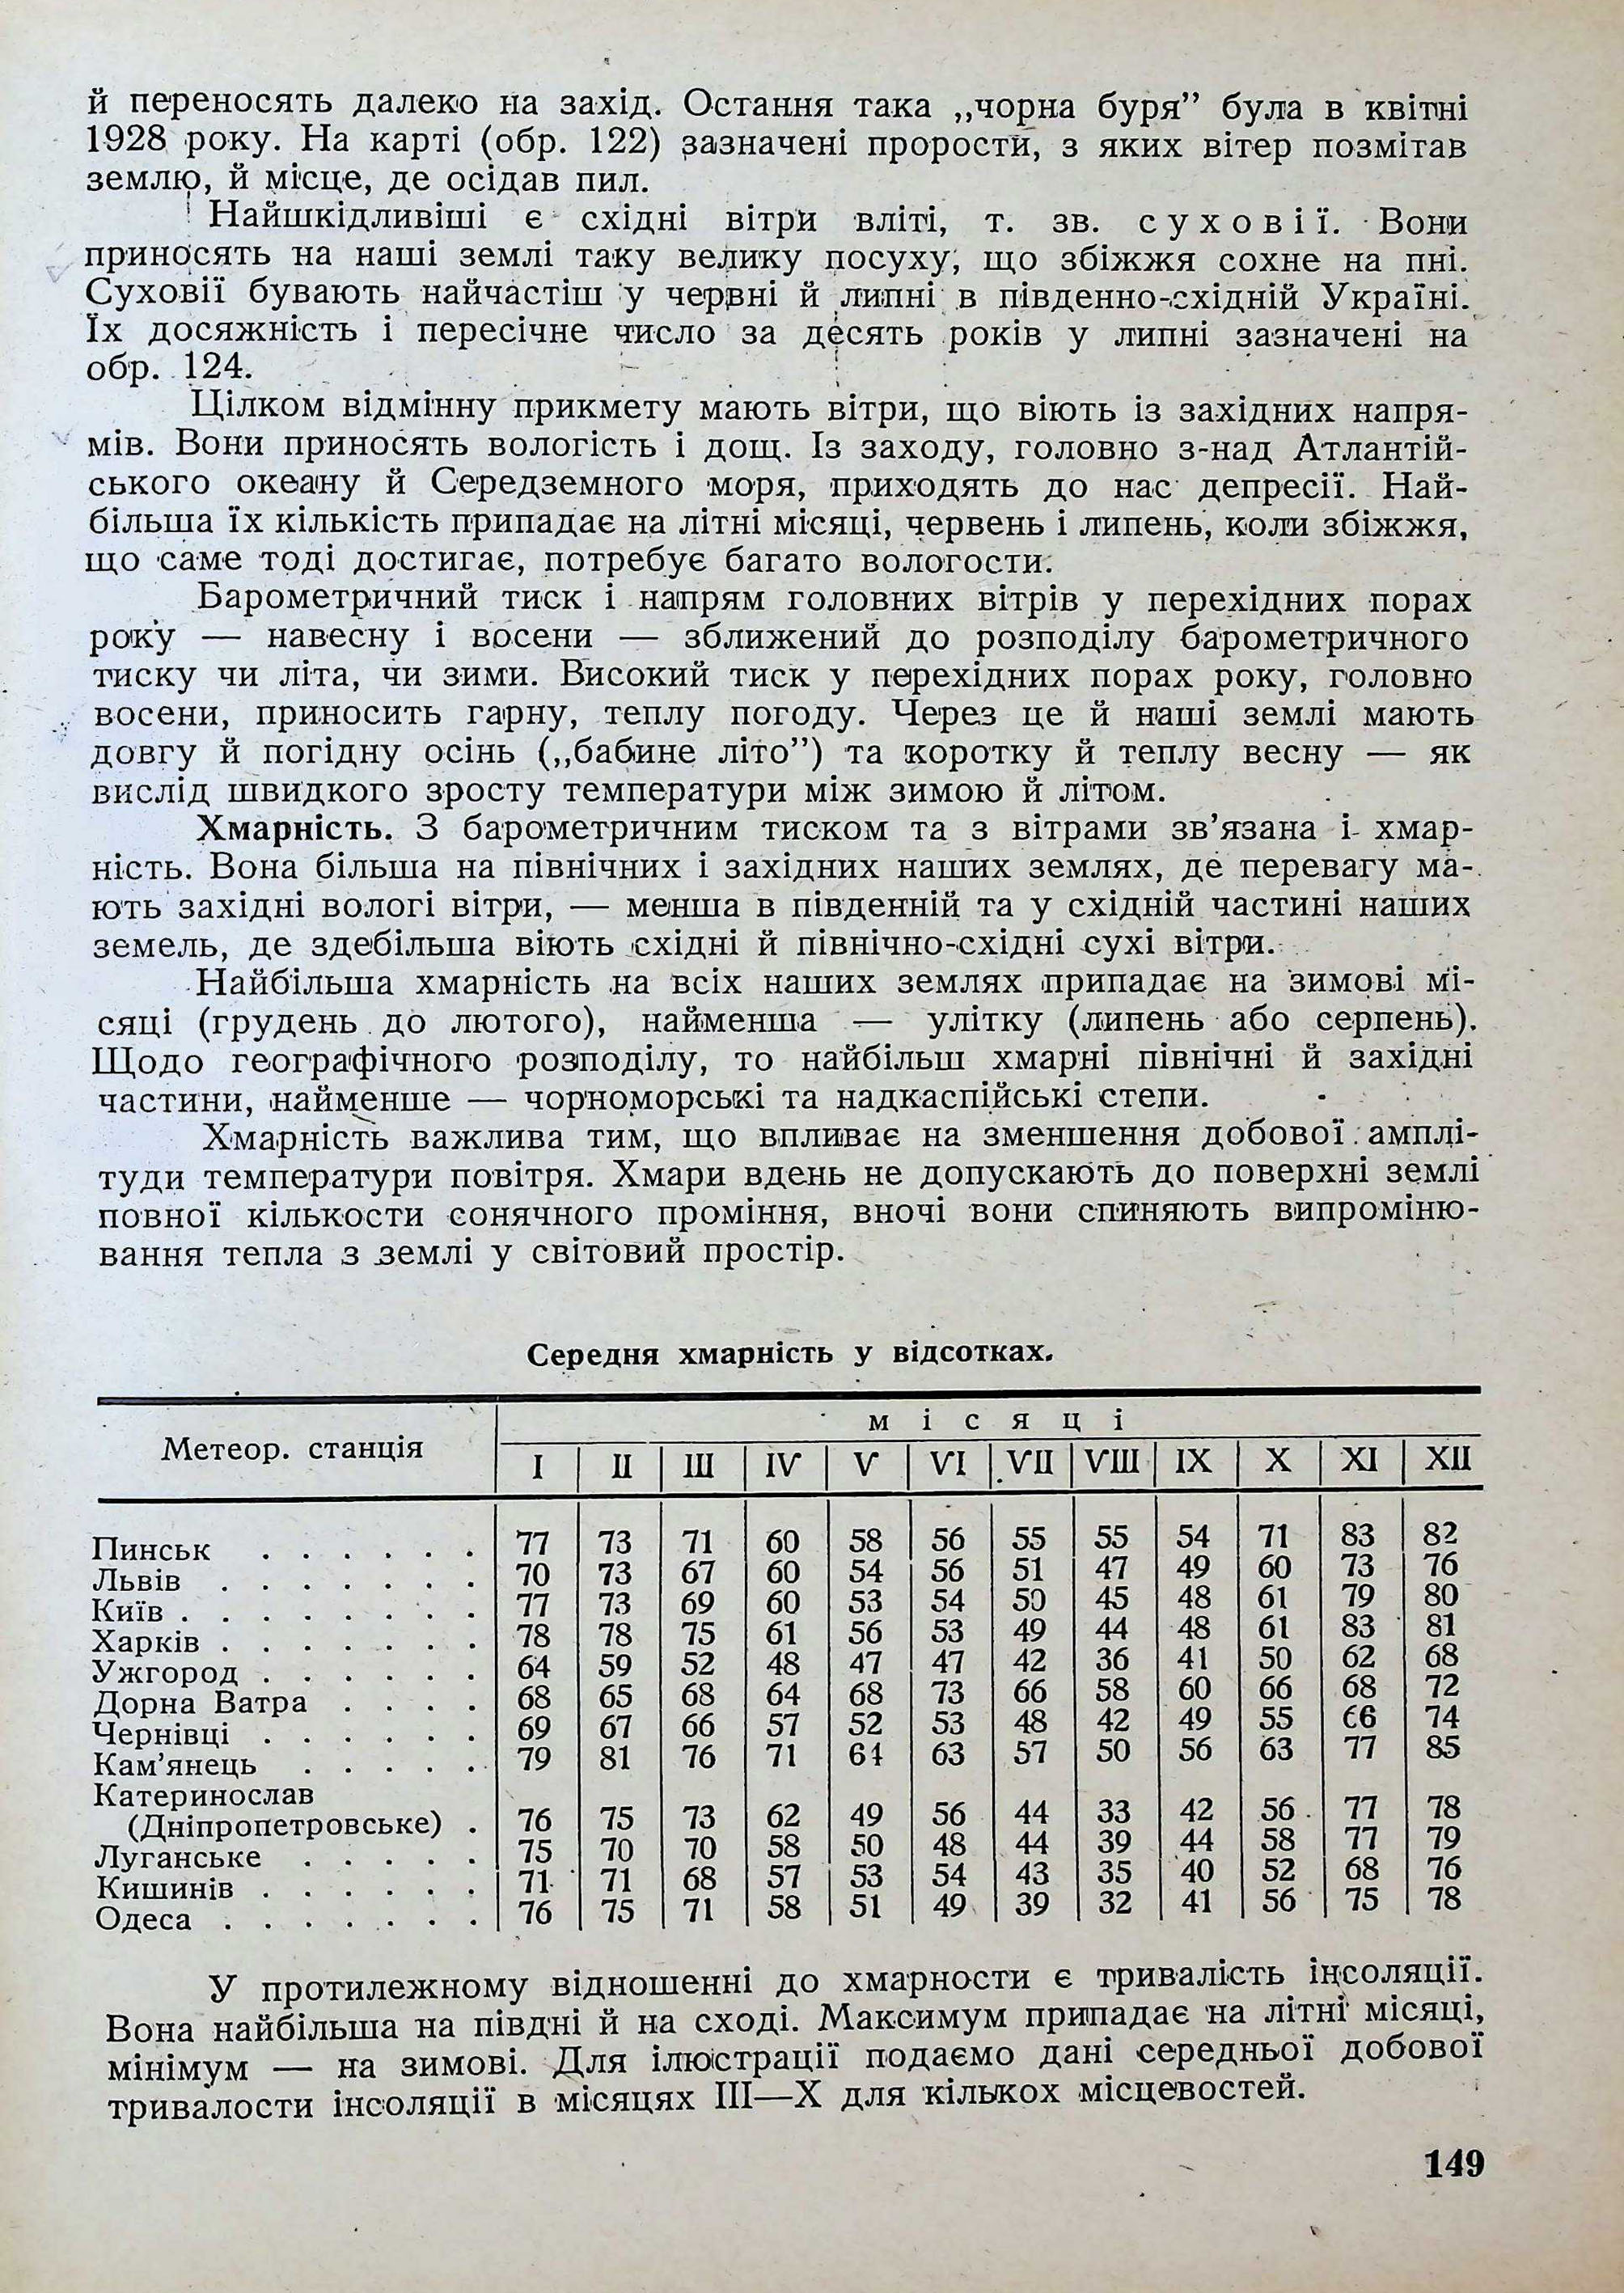 й переносять далеко на захід. Остання така „чорна буря” була в квітні
1928 року. На карті (обр. 122) зазначені прорости, з яких вітер позмітав
землю, й місце, де осідав пил.
Найшкідливіші є східні вітри вліті, т. зв. суховії. Вони
приносять на наші землі таку велику посуху, що збіжжя сохне на пні.
Суховії бувають найчастіш у червні й липні в південно-східній Україні.
Їх досяжність і пересічне число за десять років у липні зазначені на
обр. 124.
Цілком відмінну прикмету мають вітри, що віють із західних напря-
мів. Вони приносять вологість і дощ. Із заходу, головно з-над Атлантій-
ського океану й Середземного моря, приходять до нас депресії. Най-
більша їх кількість припадає на літні місяці, червень і липень, коли збіжжя,
що саме тоді достигає, потребує багато вологости.
Барометричний тиск і напрям головних вітрів у перехідних порах
року — навесну і восени — зближений до розподілу барометричного
тиску чи літа, чи зими. Високий тиск у перехідних порах року, головно
восени, приносить гарну, теплу погоду. Через це й наші землі мають
довгу й погідну осінь („бабине літо”) та коротку й теплу весну — як
вислід швидкого зросту температури між зимою й літом.
Хмарність. З барометричним тиском та з вітрами зв’язана і хмар-
ність. Вона більша на північних і західних наших землях, де перевагу ма-
ють західні вологі вітри, — менша в південній та у східній частині наших
земель, де здебільша віють східні й північно-східні сухі вітри.
Найбільша хмарність на всіх наших землях припадає на зимові мі-
сяці (грудень до лютого), найменша — улітку (липень або серпень).
Щодо географічного розподілу, то найбільш хмарні північні й західні
частини, найменше — чорноморські та надкаспійські степи.
Хмарність важлива тим, що впливає на зменшення добової амплі-
туди температури повітря. Хмари вдень не допускають до поверхні землі
повної кількости сонячного проміння, вночі вони спиняють випроміню-
вання тепла з землі у світовий простір.
Середня хмарність у відсотках.
Метеор. станція місяці
I II III IV V VI VII VIII IX X XI XII
Пинськ . . . . . . 77 73 71 60 58 56 55 55 54 71 83 82
Львів . . . . . . . 70 73 67 60 54 56 51 47 49 60 73 76
Київ . . . . . . . . 77 73 69 60 53 54 50 45 48 61 79 80
Харків . . . . . . . 78 78 75 61 56 53 49 44 48 61 83 81
Ужгород . . . . . . 64 59 52 48 47 47 42 36 41 50 62 68
Дорна Ватра . . . . 68 65 68 64 68 73 66 58 60 66 68 72
Чернівці . . . . . . 69 67 66 57 52 53 48 42 49 55 66 74
Кам’янець . . . . . 79 81 76 71 64 63 57 50 56 63 77 85
Катеринослав
(Дніпропетровське) . 76 75 73 62 49 56 44 33 42 56 77 78
Луганське . . . . . 75 70 70 58 50 48 44 39 44 58 77 79
Кишинів . . . . . . 71 71 68 57 53 54 43 35 40 52 68 76
Одеса . . . . . . . 76 75 71 58 51 49 39 32 41 56 75 78
У протилежному відношенні до хмарности є тривалість інсоляції.
Вона найбільша на півдні й на сході. Максимум припадає на літні місяці,
мінімум — на зимові. Для ілюстрації подаємо дані середньої добової
тривалости інсоляції в місяцях III—X для кількох місцевостей.
149